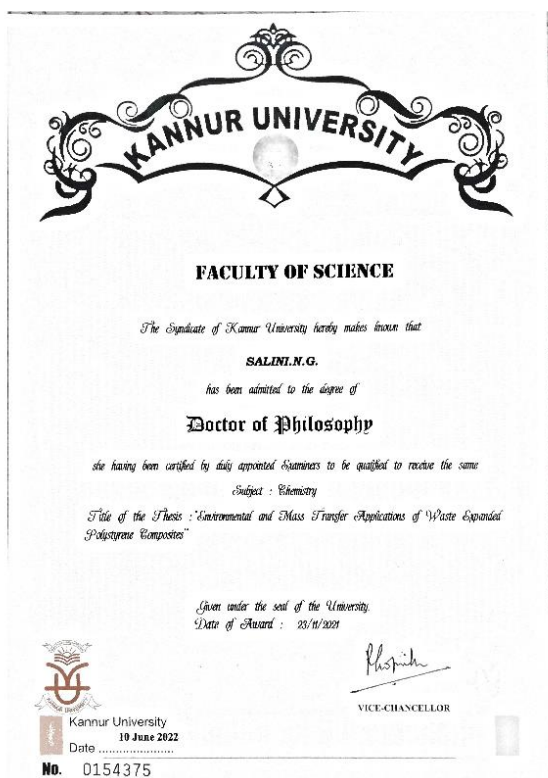 KANNUR UNIVERSITY
FACULTY OF SCIENCE
The Syndicate of Kannur University hereby makes known that
SALINI.N.G.
has been admitted to the degree of
Doctor of Philosophy
she having been certified by duly appointed Examiners to be qualified to receive the same
Subject : Chemistry
Title of the Thesis : "Environmental and Mass Transfer Applications of Waste Expanded
Polystyrene Composites"
Given under the seal of the University.
Date of Award : 23/11/2021
VICE-CHANCELLOR
Kannur University
10 June 2022
Date ......................
No. 0154375